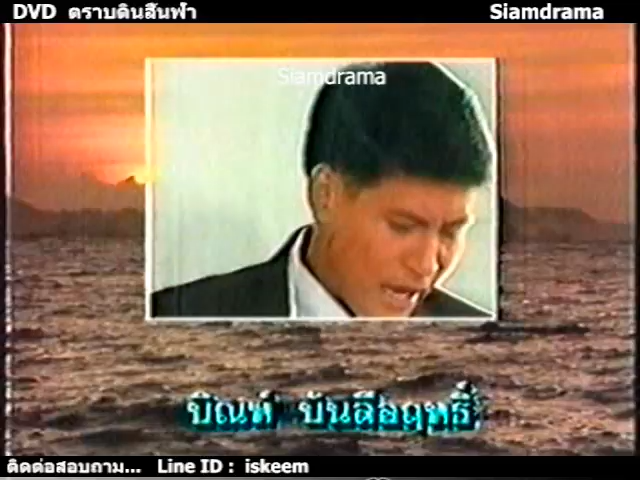 DVD ตราบดินสิ้นฟ้า Siamdrama
Siamdrama
บิณฑ์ บันลือฤทธิ์
ติดต่อสอบถาม... Line ID : iskeem